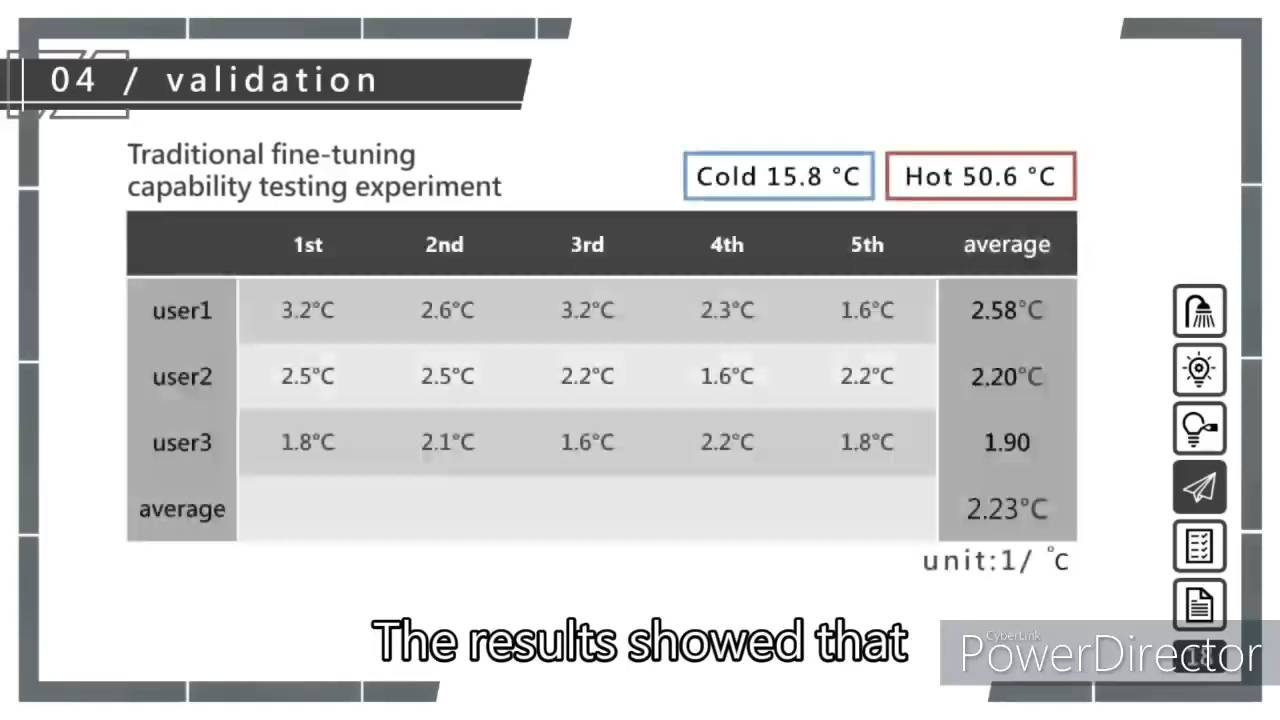 04 / validation
Traditional fine-tuning
capability testing experiment
Cold 15.8 °C Hot 50.6 °C
1st 2nd 3rd 4th 5th average
user1 3.2°C 2.6°C 3.2°C 2.3°C 1.6°C 2.58°C
user2 2.5°C 2.5°C 2.2°C 1.6°C 2.2°C 2.20°C
user3 1.8°C 2.1°C 1.6°C 2.2°C 1.8°C 1.90
average 2.23°C
unit:1/ °C
The results showed that
CyberLink
PowerDirector